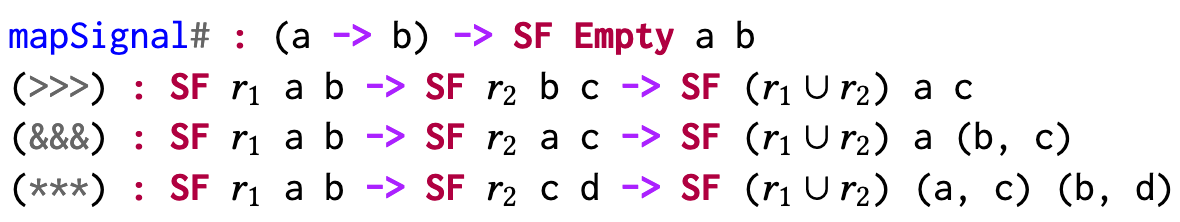 mapSignal# : (a -> b) -> SF Empty a b
(>>>) : SF r₁ a b -> SF r₂ b c -> SF (r₁ ∪ r₂) a c
(&&&) : SF r₁ a b -> SF r₂ a c -> SF (r₁ ∪ r₂) a (b, c)
(***) : SF r₁ a b -> SF r₂ c d -> SF (r₁ ∪ r₂) (a, c) (b, d)